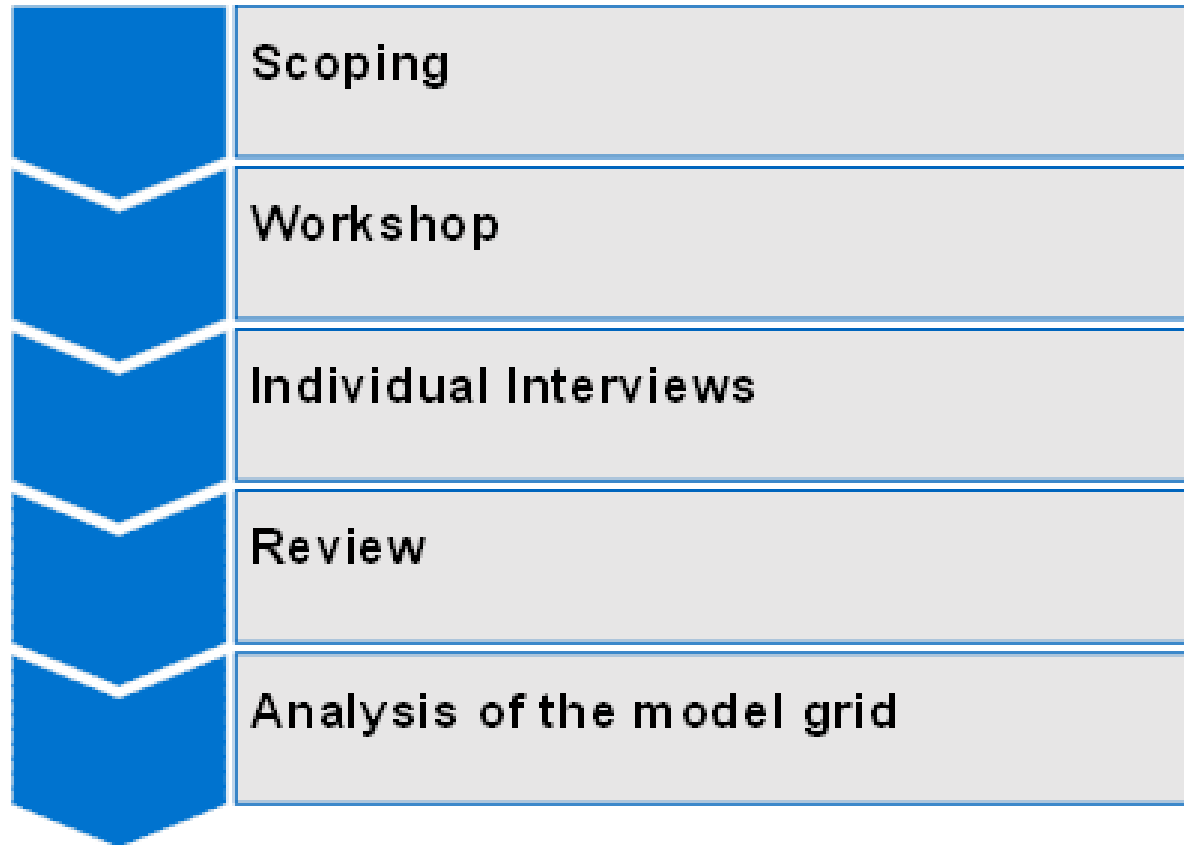 Scoping
Workshop
Individual Interviews
Review
Analysis of the model grid